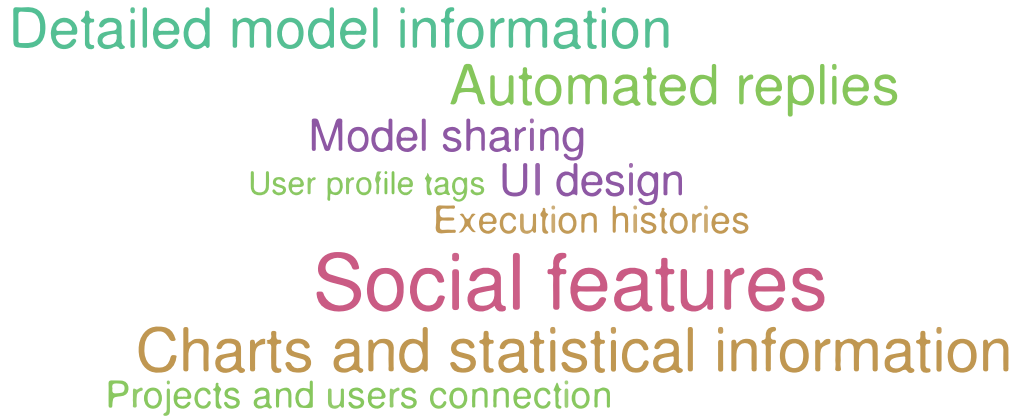 Detailed model information
Automated replies
Model sharing
User profile tags UI design
Execution histories
Social features
Charts and statistical information
Projects and users connection